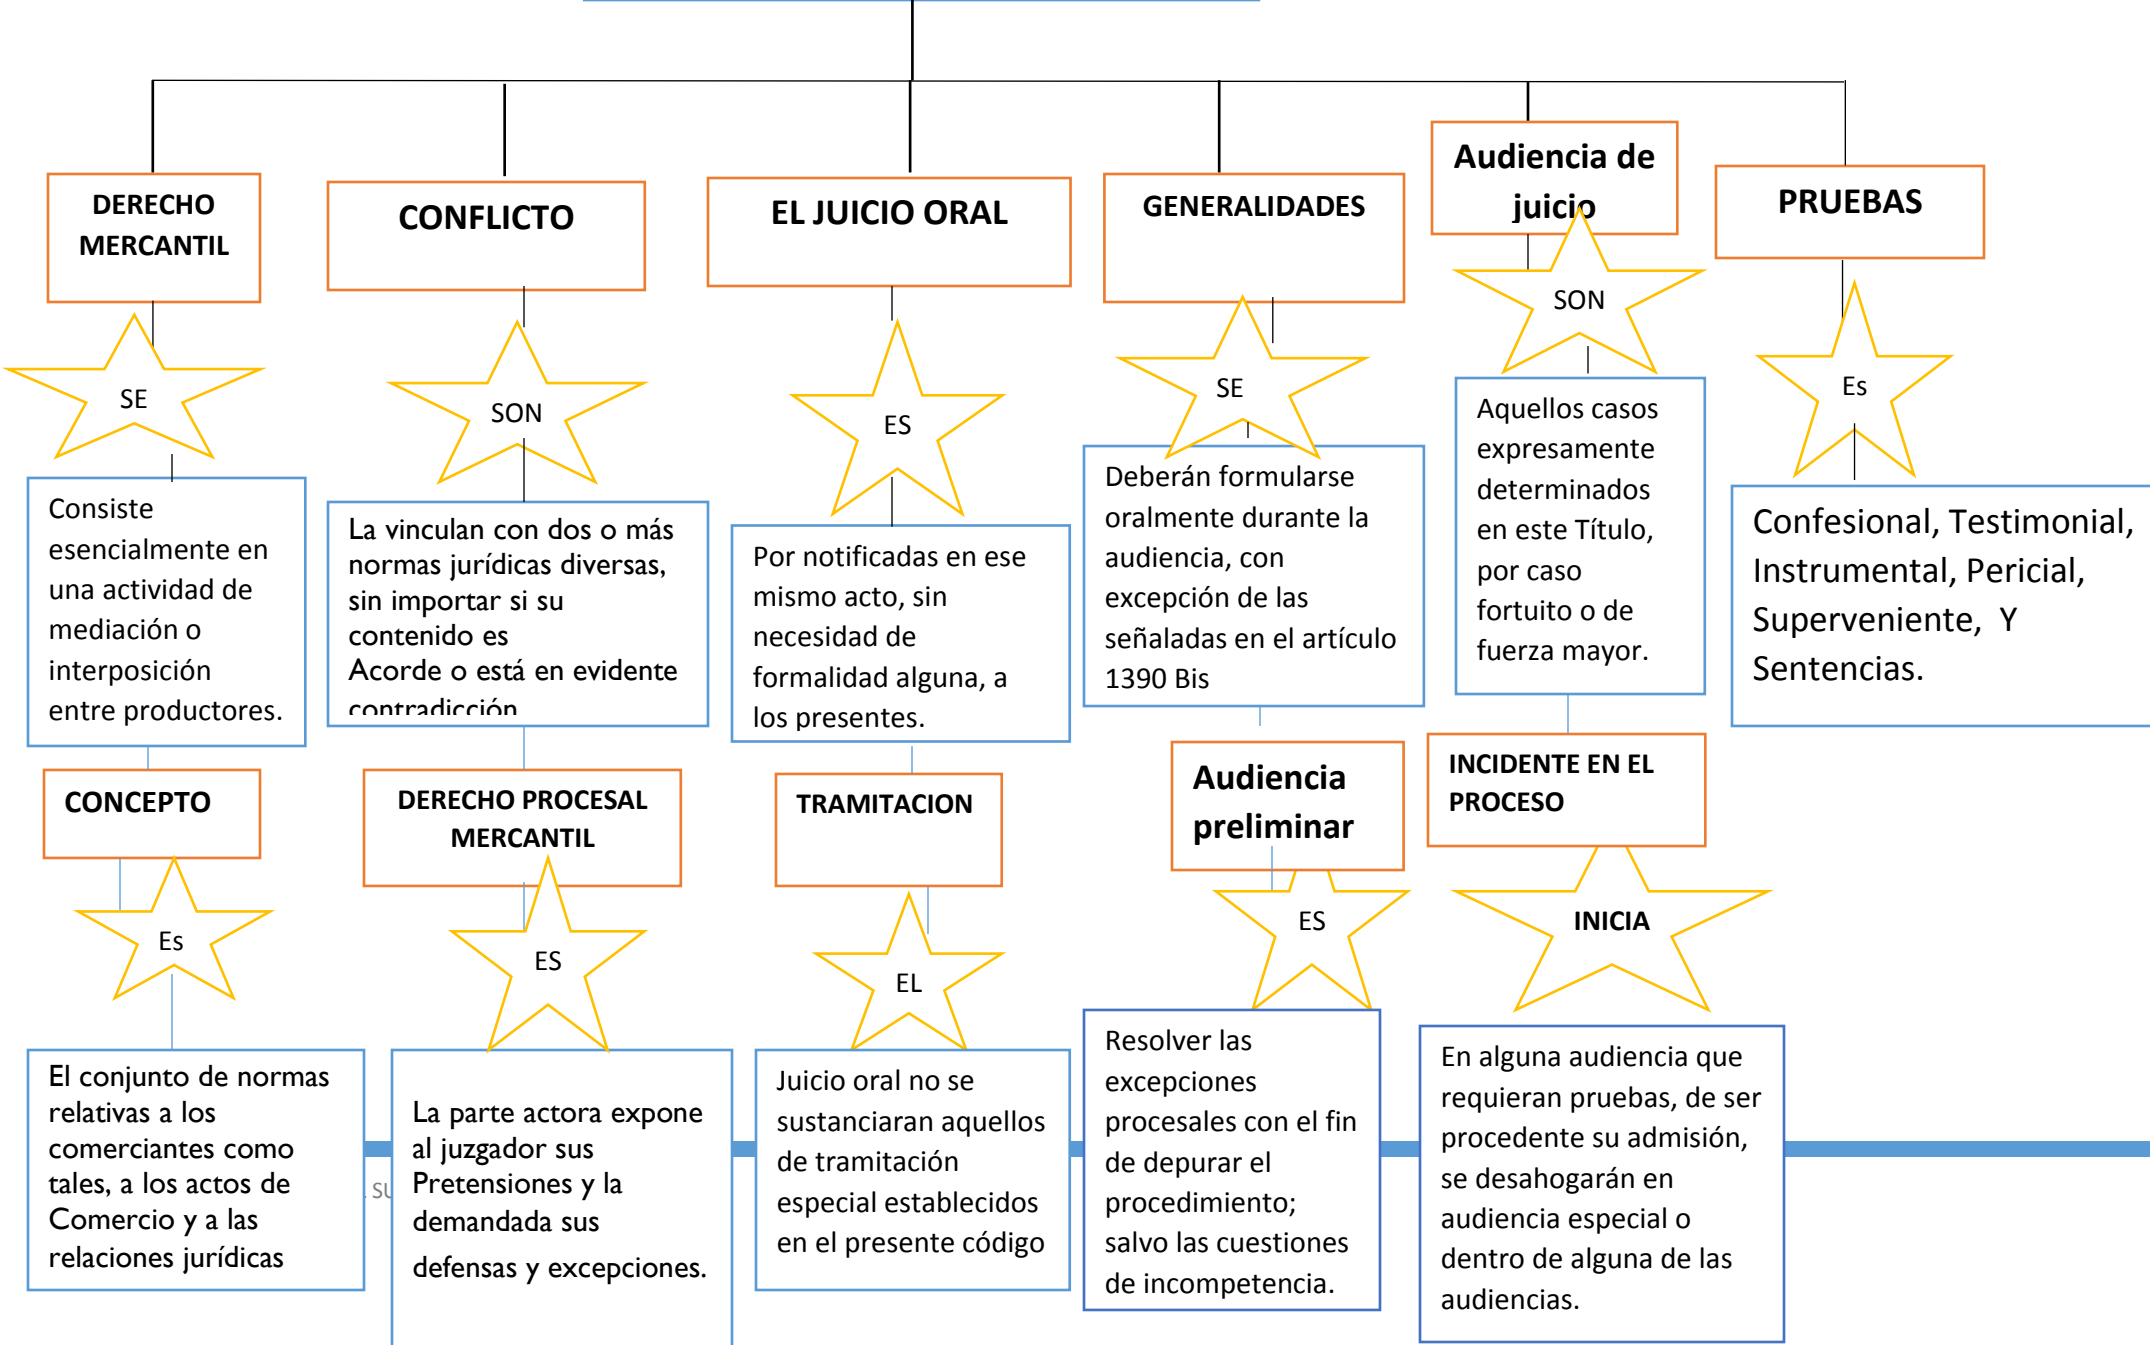 DERECHO
MERCANTIL
CONFLICTO
EL JUICIO ORAL
GENERALIDADES
Audiencia de
juicio
PRUEBAS
SE
SON
ES
SE
SON
Es
Consiste
esencialmente en
una actividad de
mediación o
interposición
entre productores.
La vinculan con dos o más
normas jurídicas diversas,
sin importar si su
contenido es
Acorde o está en evidente
contradicción
Por notificadas en ese
mismo acto, sin
necesidad de
formalidad alguna, a
los presentes.
Deberán formularse
oralmente durante la
audiencia, con
excepción de las
señaladas en el artículo
1390 Bis
Aquellos casos
expresamente
determinados
en este Título,
por caso
fortuito o de
fuerza mayor.
Confesional, Testimonial,
Instrumental, Pericial,
Superveniente, Y
Sentencias.
CONCEPTO
DERECHO PROCESAL
MERCANTIL
TRAMITACION
Audiencia
preliminar
INCIDENTE EN EL
PROCESO
Es
ES
EL
ES
INICIA
El conjunto de normas
relativas a los
comerciantes como
tales, a los actos de
Comercio y a las
relaciones jurídicas
La parte actora expone
al juzgador sus
Pretensiones y la
demandada sus
defensas y excepciones.
Juicio oral no se
sustanciaran aquellos
de tramitación
especial establecidos
en el presente código
Resolver las
excepciones
procesales con el fin
de depurar el
procedimiento;
salvo las cuestiones
de incompetencia.
En alguna audiencia que
requieran pruebas, de ser
procedente su admisión,
se desahogarán en
audiencia especial o
dentro de alguna de las
audiencias.